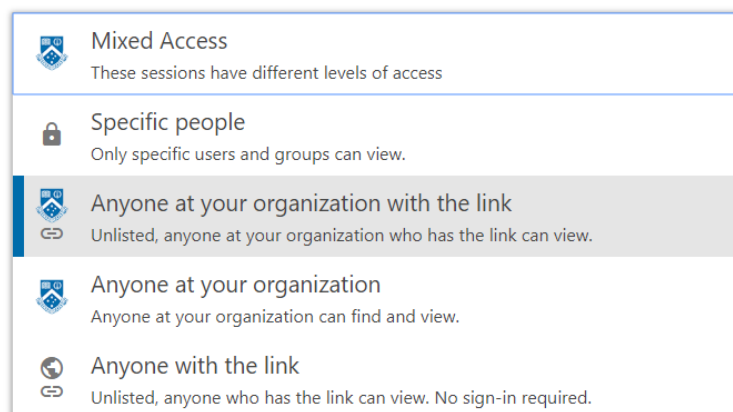 Mixed Access
These sessions have different levels of access
Specific people
Only specific users and groups can view.
Anyone at your organization with the link
Unlisted, anyone at your organization who has the link can view.
Anyone at your organization
Anyone at your organization can find and view.
Anyone with the link
Unlisted, anyone who has the link can view. No sign-in required.